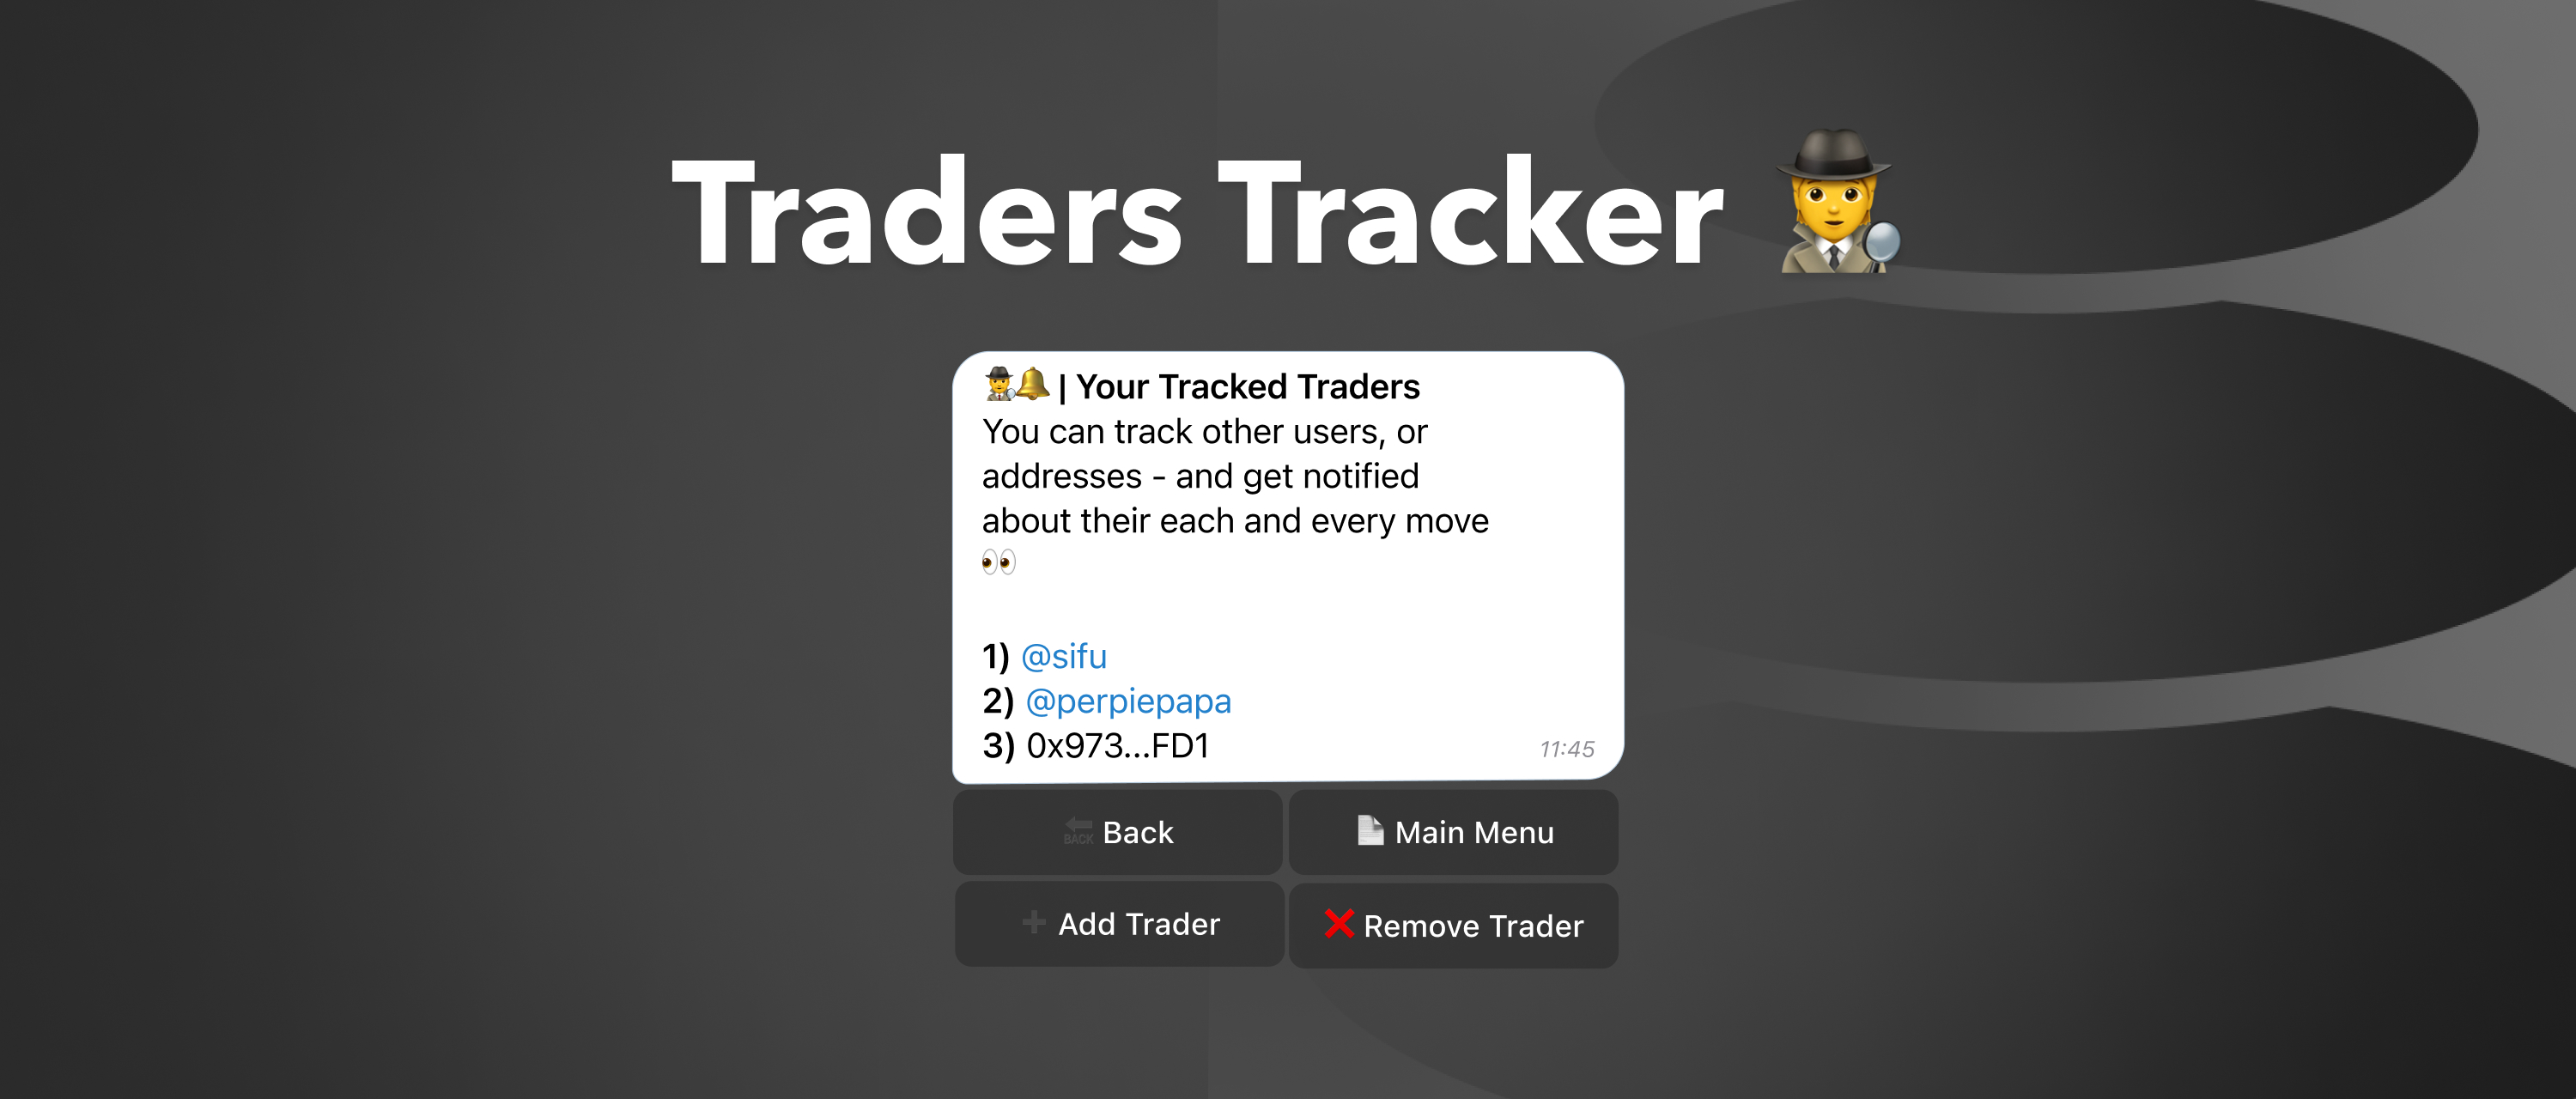 Traders Tracker 🕵️
🕵️🔔 | Your Tracked Traders
You can track other users, or
addresses - and get notified
about their each and every move
👀
1) @sifu
2) @perpiepapa
3) 0x973...FD1
11:45
🔙 Back
📄 Main Menu
➕ Add Trader
❌ Remove Trader